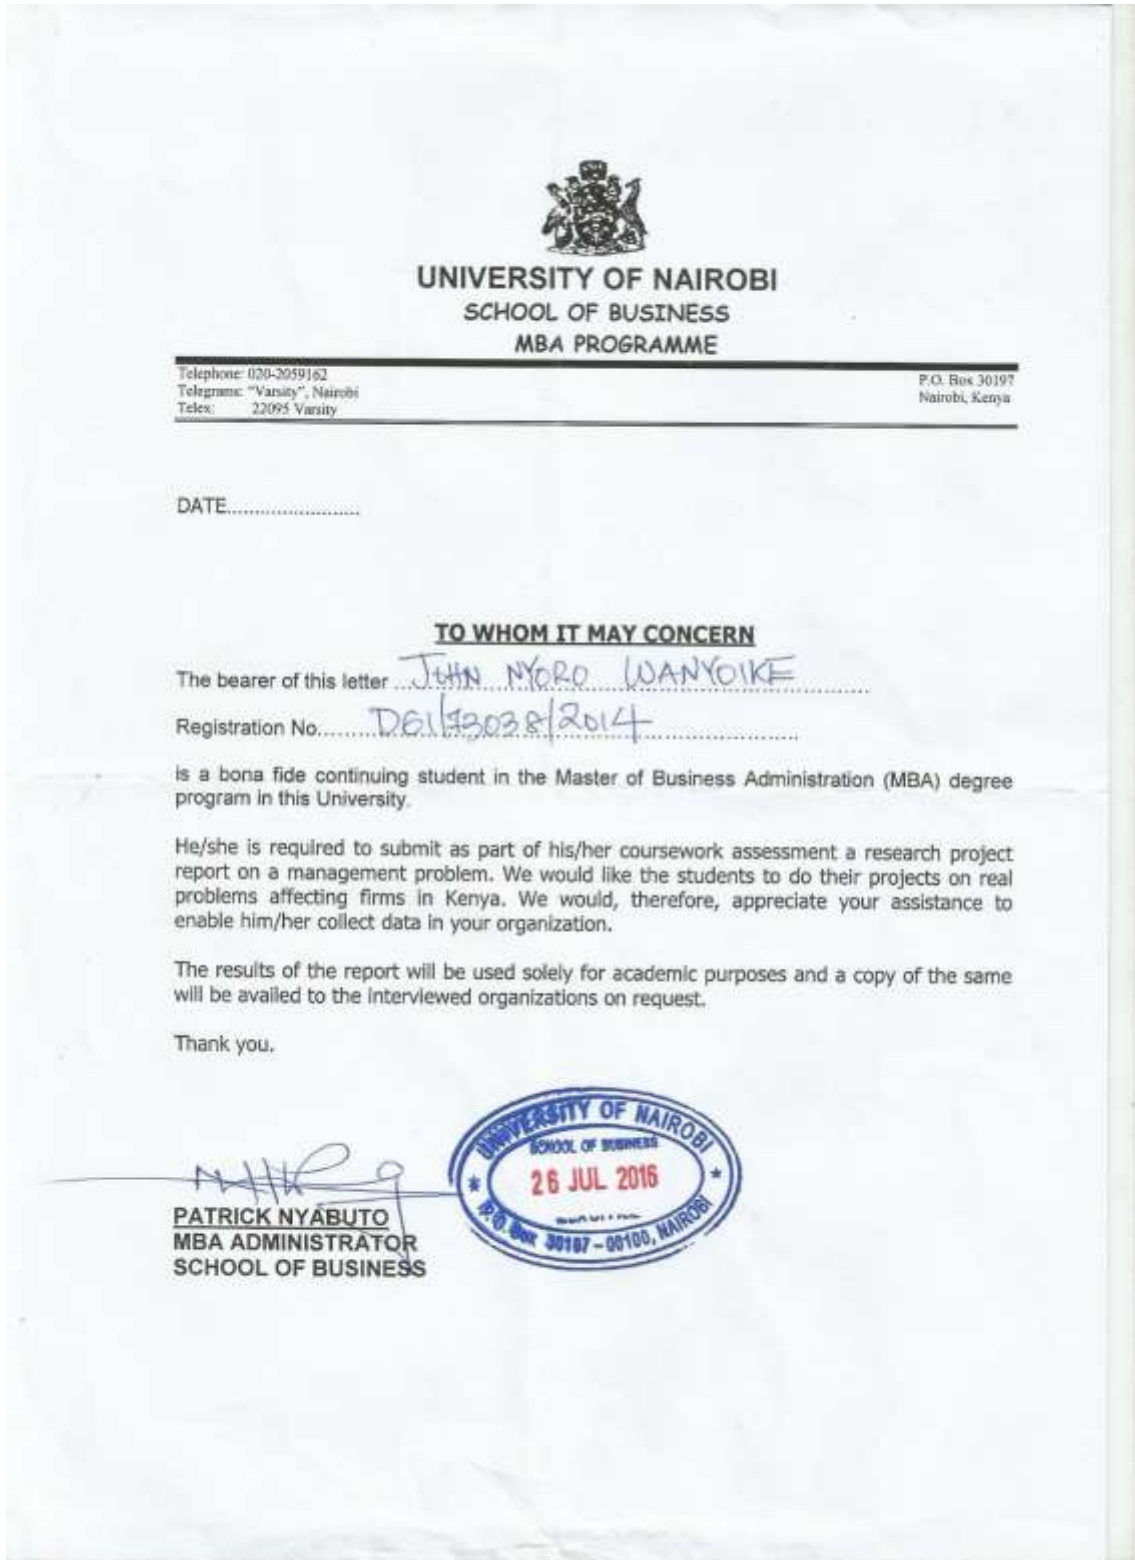 UNIVERSITY OF NAIROBI
SCHOOL OF BUSINESS
MBA PROGRAMME
Telephone: 020-2059162
Telegrams: "Varsity", Nairobi
Telex: 22095 Varsity
P.O. Box 30197
Nairobi, Kenya
DATE........................
TO WHOM IT MAY CONCERN
The bearer of this letter JOHN NYORO WANYOIKE
Registration No. D61/73038/2014
is a bona fide continuing student in the Master of Business Administration (MBA) degree
program in this University.
He/she is required to submit as part of his/her coursework assessment a research project
report on a management problem. We would like the students to do their projects on real
problems affecting firms in Kenya. We would, therefore, appreciate your assistance to
enable him/her collect data in your organization.
The results of the report will be used solely for academic purposes and a copy of the same
will be availed to the interviewed organizations on request.
Thank you.
UNIVERSITY OF NAIROBI
SCHOOL OF BUSINESS
26 JUL 2016
P.O. Box 30197 - 00100, NAIROBI
PATRICK NYABUTO
MBA ADMINISTRATOR
SCHOOL OF BUSINESS